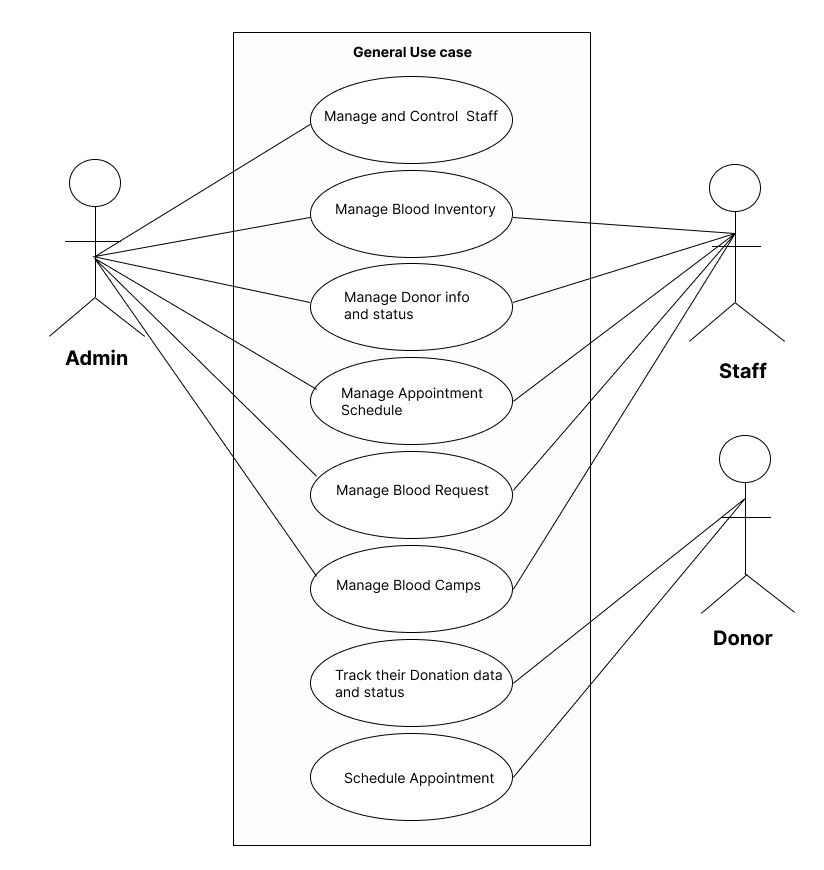 General Use case
Manage and Control  Staff
Manage Blood Inventory
Manage Donor info
and status
Manage Appointment
Schedule
Manage Blood Request
Manage Blood Camps
Track their Donation data
and status
Schedule Appointment
Admin
Staff
Donor